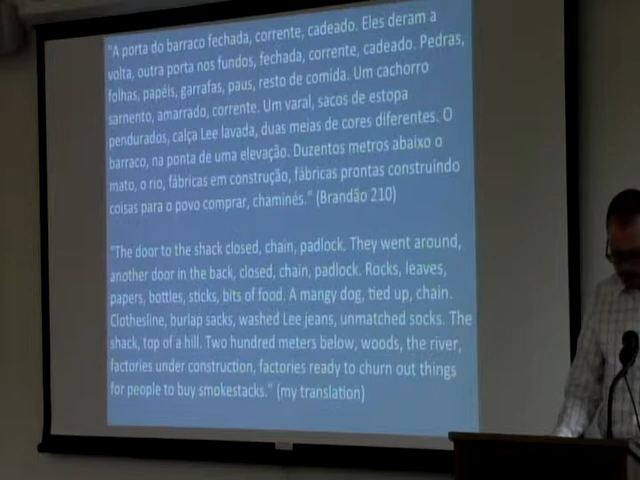 "A porta do barraco fechada, corrente, cadeado. Eles deram a
volta, outra porta nos fundos, fechada, corrente, cadeado. Pedras,
folhas, papéis, garrafas, paus, resto de comida. Um cachorro
sarnento, amarrado, corrente. Um varal, sacos de estopa
pendurados, calça Lee lavada, duas meias de cores diferentes. O
barraco, na ponta de uma elevação. Duzentos metros abaixo o
mato, o rio, fábricas em construção, fábricas prontas construindo
coisas para o povo comprar, chaminés." (Brandão 210)
"The door to the shack closed, chain, padlock. They went around,
another door in the back, closed, chain, padlock. Rocks, leaves,
papers, bottles, sticks, bits of food. A mangy dog, tied up, chain.
Clothesline, burlap sacks, washed Lee jeans, unmatched socks. The
shack, top of a hill. Two hundred meters below, woods, the river,
factories under construction, factories ready to churn out things
for people to buy smokestacks." (my translation)